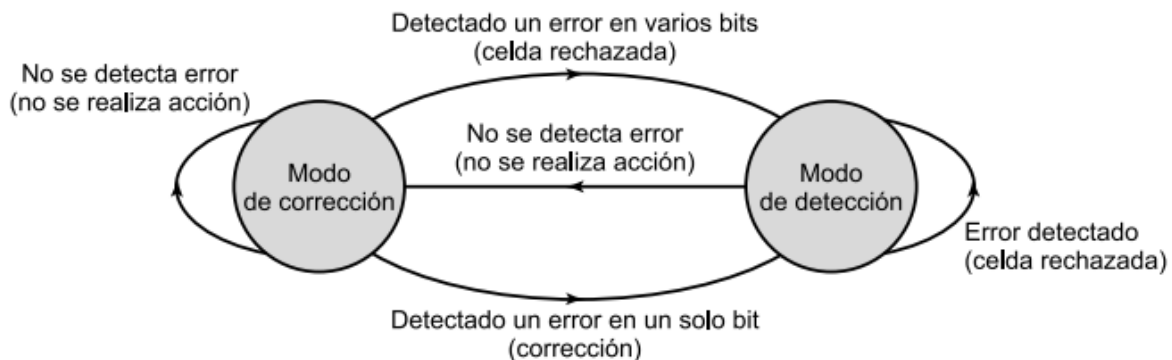 Detectado un error en varios bits
(celda rechazada)
No se detecta error
(no se realiza acción)
No se detecta error
(no se realiza acción)
Modo
de corrección
Modo
de detección
Error detectado
(celda rechazada)
Detectado un error en un solo bit
(corrección)